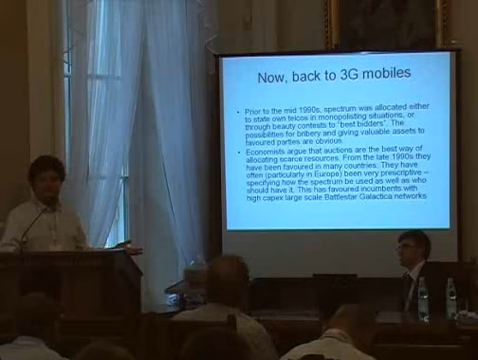 Now, back to 3G mobiles
• Prior to the mid 1990s, spectrum was allocated either
to state own telcos in monopolisting situations, or
through beauty contests to "best bidders". The
possibilities for bribery and giving valuable assets to
favoured parties are obvious.
• Economists argue that auctions are the best way of
allocating scarce resources. From the late 1990s they
have been favoured in many countries. They have
often (particularly in Europe) been very prescriptive –
specifying how the spectrum be used as well as who
should have it. This has favoured incumbents with
high capex large scale Battlestar Galactica networks